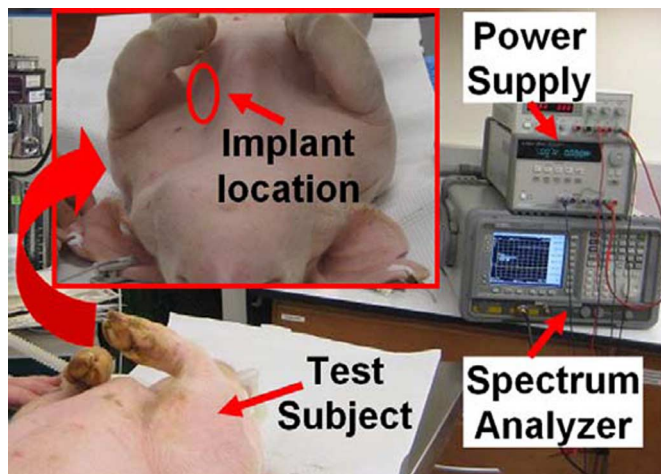 Power
Supply
Implant
location
Test
Subject
Spectrum
Analyzer